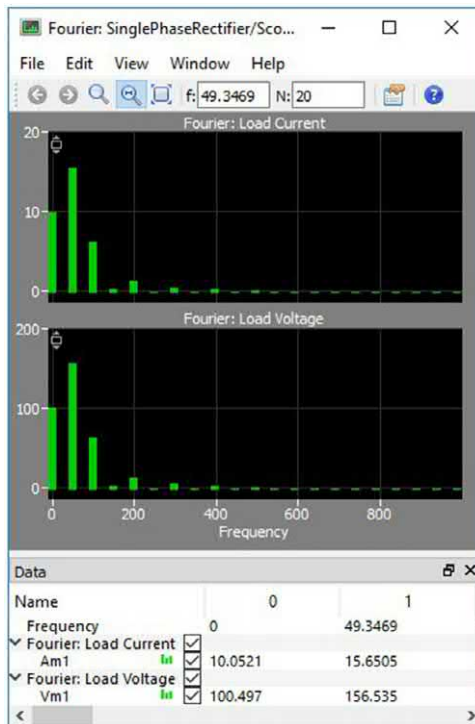 Fourier: SinglePhaseRectifier/Sco...
File Edit View Window Help
f: 49.3469 N: 20
Fourier: Load Current
20
10
0
Fourier: Load Voltage
200
100
0
0 200 400 600 800
Frequency
Data
Name 0 1
Frequency 0 49.3469
Fourier: Load Current
Am1 10.0521 15.6505
Fourier: Load Voltage
Vm1 100.497 156.535